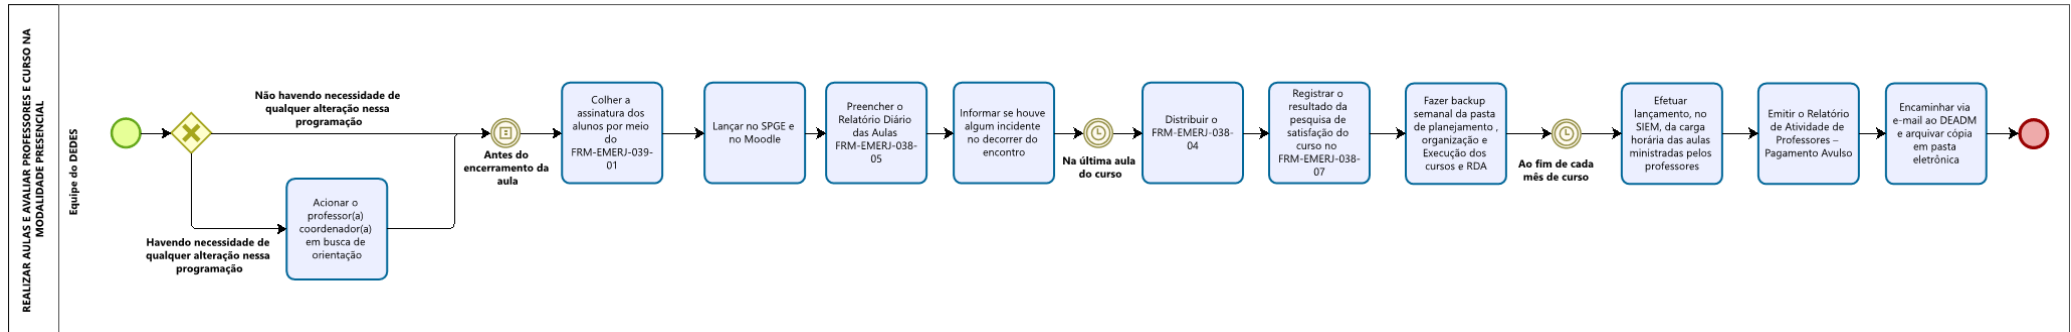 REALIZAR AULAS E AVALIAR PROFESSORES E CURSO NA
MODALIDADE PRESENCIAL
Equipe do DEDES
Não havendo necessidade de
qualquer alteração nessa
programação
Havendo necessidade de
qualquer alteração nessa
programação
Acionar o
professor(a)
coordenador(a)
em busca de
orientação
Antes do
encerramento da
aula
Colher a
assinatura dos
alunos por meio
do
FRM-EMERJ-039-
01
Lançar no SPGE e
no Moodle
Preencher o
Relatório Diário
das Aulas
FRM-EMERJ-038-
05
Informar se houve
algum incidente
no decorrer do
encontro
Na última aula
do curso
Distribuir o
FRM-EMERJ-038-
04
Registrar o
resultado da
pesquisa de
satisfação do
curso no
FRM-EMERJ-038-
07
Fazer backup
semanal da pasta
de planejamento ,
organização e
Execução dos
cursos e RDA
Ao fim de cada
mês de curso
Efetuar
lançamento, no
SIEM, da carga
horária das aulas
ministradas pelos
professores
Emitir o Relatório
de Atividade de
Professores –
Pagamento Avulso
Encaminhar via
e-mail ao DEADM
e arquivar cópia
em pasta
eletrônica